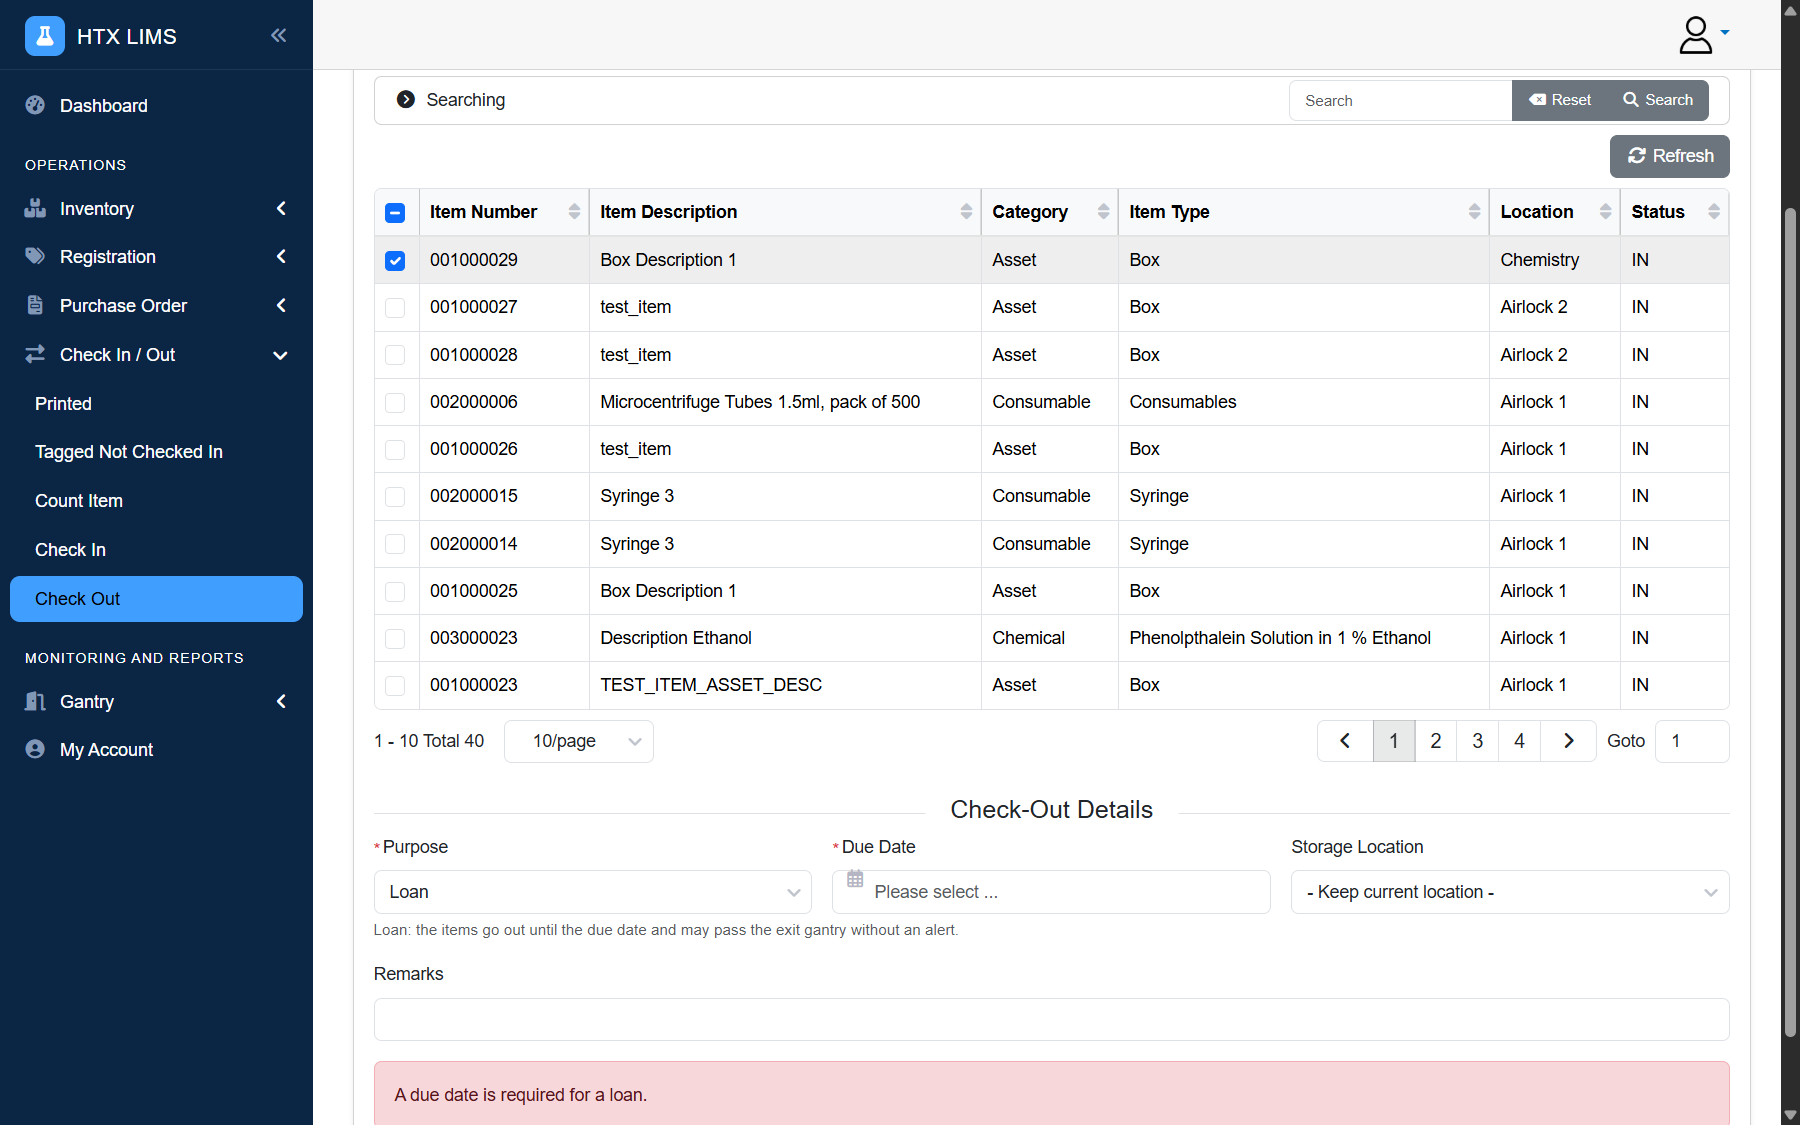 HTX LIMS
Dashboard
OPERATIONS
Inventory
Registration
Purchase Order
Check In / Out
Printed
Tagged Not Checked In
Count Item
Check In
Check Out
MONITORING AND REPORTS
Gantry
My Account
Searching Search Reset Search
Refresh
Item Number Item Description Category Item Type Location Status
001000029 Box Description 1 Asset Box Chemistry IN
001000027 test_item Asset Box Airlock 2 IN
001000028 test_item Asset Box Airlock 2 IN
002000006 Microcentrifuge Tubes 1.5ml, pack of 500 Consumable Consumables Airlock 1 IN
001000026 test_item Asset Box Airlock 1 IN
002000015 Syringe 3 Consumable Syringe Airlock 1 IN
002000014 Syringe 3 Consumable Syringe Airlock 1 IN
001000025 Box Description 1 Asset Box Airlock 1 IN
003000023 Description Ethanol Chemical Phenolpthalein Solution in 1 % Ethanol Airlock 1 IN
001000023 TEST_ITEM_ASSET_DESC Asset Box Airlock 1 IN
1 - 10 Total 40 10/page 1 2 3 4 Goto 1
Check-Out Details
* Purpose * Due Date Storage Location
Loan Please select ... - Keep current location -
Loan: the items go out until the due date and may pass the exit gantry without an alert.
Remarks
A due date is required for a loan.